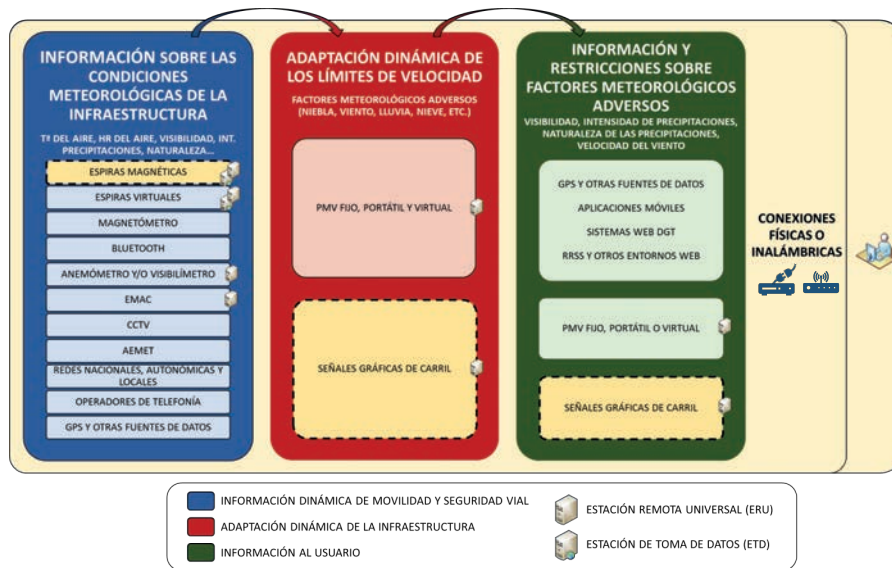 INFORMACIÓN SOBRE LAS
CONDICIONES
METEOROLÓGICAS DE LA
INFRAESTRUCTURA
Tª DEL AIRE, HR DEL AIRE, VISIBILIDAD, INT.
PRECIPITACIONES, NATURALEZA...
ESPIRAS MAGNÉTICAS
ESPIRAS VIRTUALES
MAGNETÓMETRO
BLUETOOTH
ANEMÓMETRO Y/O VISIBILÍMETRO
EMAC
CCTV
AEMET
REDES NACIONALES, AUTONÓMICAS Y
LOCALES
OPERADORES DE TELEFONÍA
GPS Y OTRAS FUENTES DE DATOS
ADAPTACIÓN DINÁMICA DE
LOS LÍMITES DE VELOCIDAD
FACTORES METEOROLÓGICOS ADVERSOS
(NIEBLA, VIENTO, LLUVIA, NIEVE, ETC.)
PMV FIJO, PORTÁTIL Y VIRTUAL
SEÑALES GRÁFICAS DE CARRIL
INFORMACIÓN Y
RESTRICCIONES SOBRE
FACTORES METEOROLÓGICOS
ADVERSOS
VISIBILIDAD, INTENSIDAD DE PRECIPITACIONES,
NATURALEZA DE LAS PRECIPITACIONES,
VELOCIDAD DEL VIENTO
GPS Y OTRAS FUENTES DE DATOS
APLICACIONES MÓVILES
SISTEMAS WEB DGT
RRSS Y OTROS ENTORNOS WEB
PMV FIJO, PORTÁTIL O VIRTUAL
SEÑALES GRÁFICAS DE CARRIL
CONEXIONES
FÍSICAS O
INALÁMBRICAS
INFORMACIÓN DINÁMICA DE MOVILIDAD Y SEGURIDAD VIAL
ADAPTACIÓN DINÁMICA DE LA INFRAESTRUCTURA
INFORMACIÓN AL USUARIO
ESTACIÓN REMOTA UNIVERSAL (ERU)
ESTACIÓN DE TOMA DE DATOS (ETD)